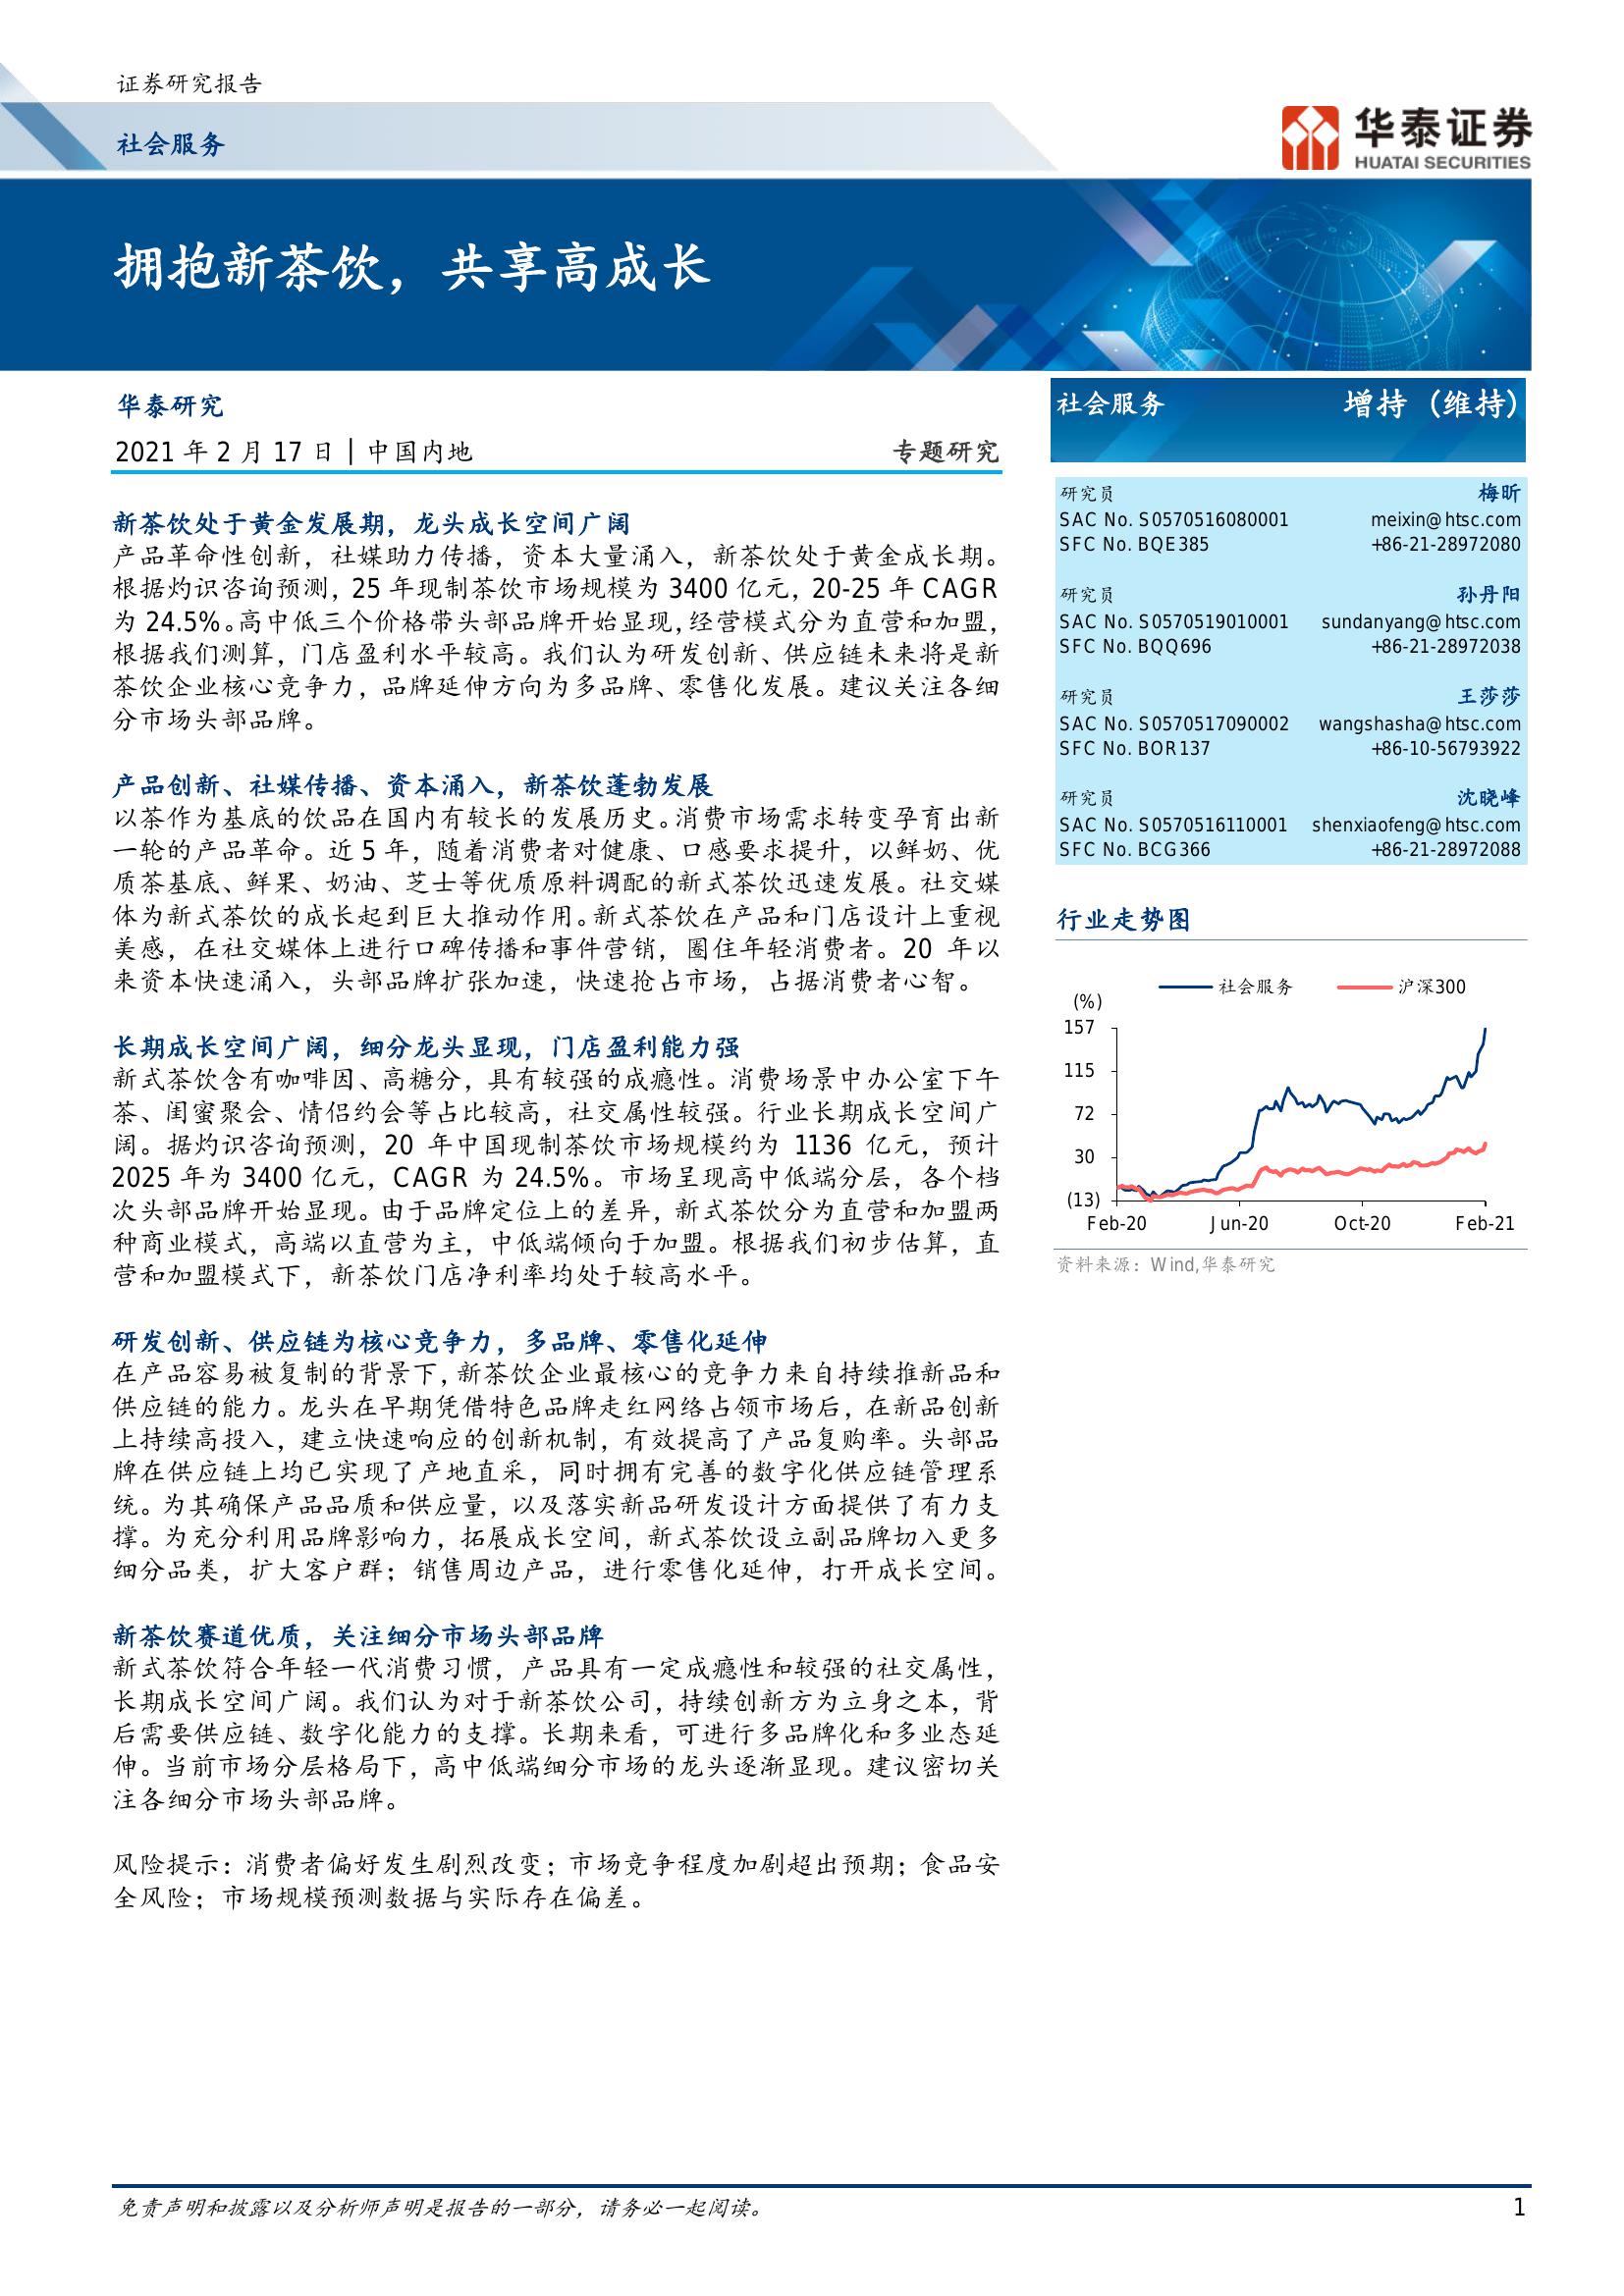 证券研究报告
社会服务
华泰证券
HUATAI SECURITIES
拥抱新茶饮，共享高成长
华泰研究
2021 年 2 月 17 日 | 中国内地 专题研究
新茶饮处于黄金发展期，龙头成长空间广阔
产品革命性创新，社媒助力传播，资本大量涌入，新茶饮处于黄金成长期。
根据灼识咨询预测，25 年现制茶饮市场规模为 3400 亿元，20-25 年 CAGR
为 24.5%。高中低三个价格带头部品牌开始显现，经营模式分为直营和加盟，
根据我们测算，门店盈利水平较高。我们认为研发创新、供应链未来将是新
茶饮企业核心竞争力，品牌延伸方向为多品牌、零售化发展。建议关注各细
分市场头部品牌。
产品创新、社媒传播、资本涌入，新茶饮蓬勃发展
以茶作为基底的饮品在国内有较长的发展历史。消费市场需求转变孕育出新
一轮的产品革命。近 5 年，随着消费者对健康、口感要求提升，以鲜奶、优
质茶基底、鲜果、奶油、芝士等优质原料调配的新式茶饮迅速发展。社交媒
体为新式茶饮的成长起到巨大推动作用。新式茶饮在产品和门店设计上重视
美感，在社交媒体上进行口碑传播和事件营销，圈住年轻消费者。20 年以
来资本快速涌入，头部品牌扩张加速，快速抢占市场，占据消费者心智。
长期成长空间广阔，细分龙头显现，门店盈利能力强
新式茶饮含有咖啡因、高糖分，具有较强的成瘾性。消费场景中办公室下午
茶、闺蜜聚会、情侣约会等占比较高，社交属性较强。行业长期成长空间广
阔。据灼识咨询预测，20 年中国现制茶饮市场规模约为 1136 亿元，预计
2025 年为 3400 亿元，CAGR 为 24.5%。市场呈现高中低端分层，各个档
次头部品牌开始显现。由于品牌定位上的差异，新式茶饮分为直营和加盟两
种商业模式，高端以直营为主，中低端倾向于加盟。根据我们初步估算，直
营和加盟模式下，新茶饮门店净利率均处于较高水平。
研发创新、供应链为核心竞争力，多品牌、零售化延伸
在产品容易被复制的背景下，新茶饮企业最核心的竞争力来自持续推新品和
供应链的能力。龙头在早期凭借特色品牌走红网络占领市场后，在新品创新
上持续高投入，建立快速响应的创新机制，有效提高了产品复购率。头部品
牌在供应链上均已实现了产地直采，同时拥有完善的数字化供应链管理系
统。为其确保产品品质和供应量，以及落实新品研发设计方面提供了有力支
撑。为充分利用品牌影响力，拓展成长空间，新式茶饮设立副品牌切入更多
细分品类，扩大客户群；销售周边产品，进行零售化延伸，打开成长空间。
新茶饮赛道优质，关注细分市场头部品牌
新式茶饮符合年轻一代消费习惯，产品具有一定成瘾性和较强的社交属性，
长期成长空间广阔。我们认为对于新茶饮公司，持续创新方为立身之本，背
后需要供应链、数字化能力的支撑。长期来看，可进行多品牌化和多业态延
伸。当前市场分层格局下，高中低端细分市场的龙头逐渐显现。建议密切关
注各细分市场头部品牌。
风险提示：消费者偏好发生剧烈改变；市场竞争程度加剧超出预期；食品安
全风险；市场规模预测数据与实际存在偏差。
社会服务 增持（维持）
研究员 梅昕
SAC No. S0570516080001 meixin@htsc.com
SFC No. BQE385 +86-21-28972080
研究员 孙丹阳
SAC No. S0570519010001 sundanyang@htsc.com
SFC No. BQQ696 +86-21-28972038
研究员 王莎莎
SAC No. S0570517090002 wangshasha@htsc.com
SFC No. BOR137 +86-10-56793922
研究员 沈晓峰
SAC No. S0570516110001 shenxiaofeng@htsc.com
SFC No. BCG366 +86-21-28972088
行业走势图
社会服务 沪深300
(%)
157
115
72
30
(13)
Feb-20 Jun-20 Oct-20 Feb-21
资料来源：Wind,华泰研究
免责声明和披露以及分析师声明是报告的一部分，请务必一起阅读。 1